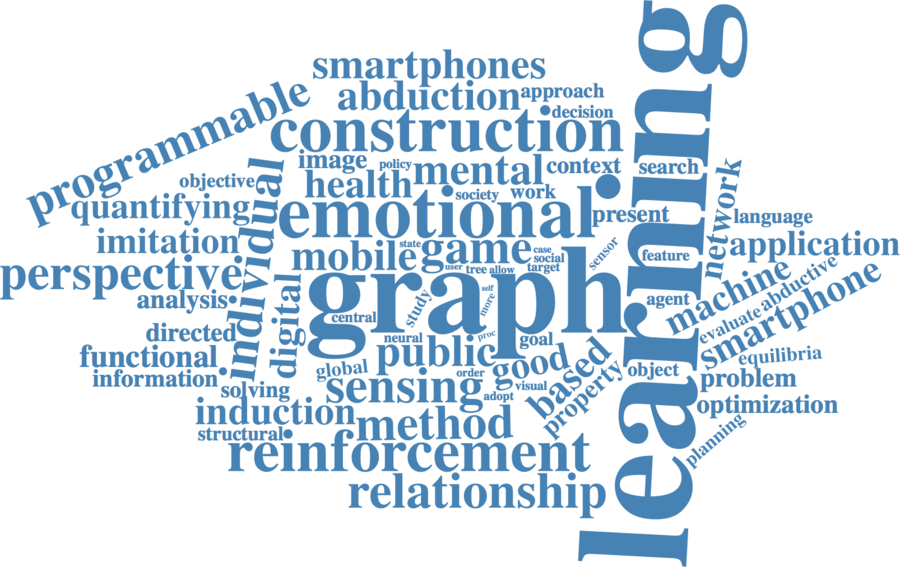 smartphones
abduction
approach
decision
programmable
construction
image
policy
mental
context
search
objective
health
society
work
individual
quantifying
emotional
present
network
language
imitation
mobile
state
game
case
social
sensor
feature
application
perspective
user
tree
allow
target
graph
learning
analysis
digital
self
more
study
agent
machine
abductive
central
directed
neural
proc
goal
evaluate
smartphone
functional
public
good
based
equilibria
information
global
order
visual
object
problem
solving
sensing
adopt
property
optimization
induction
method
structural
planning
reinforcement
relationship